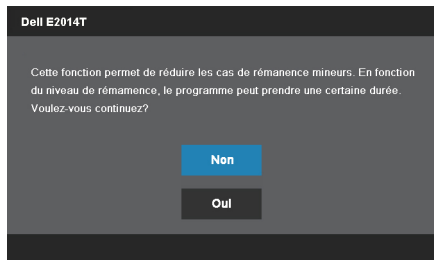 Dell E2014T
Cette fonction permet de réduire les cas de rémanence mineurs. En fonction
du niveau de rémamence, le programme peut prendre une certaine durée.
Voulez-vous continuez?
Non
Oui